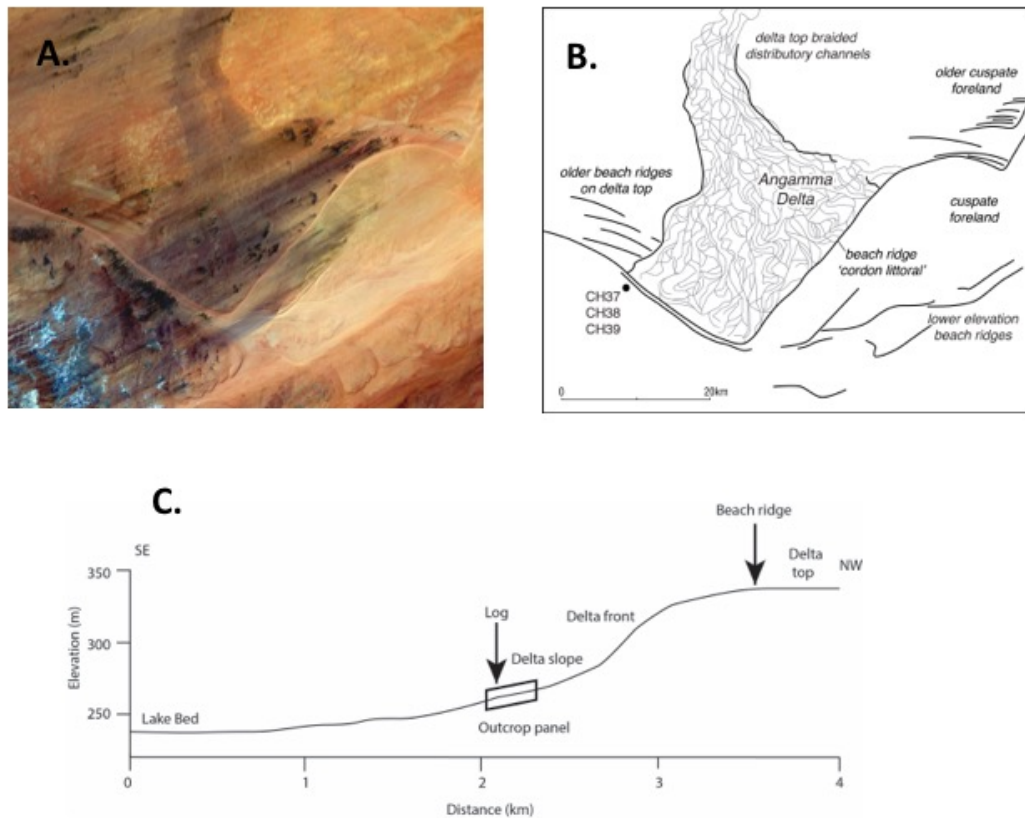 A.
B.
delta top braided
distributory channels
older cuspate
foreland
older beach ridges
on delta top
Angamma
Delta
cuspate
foreland
beach ridge
'cordon littoral'
CH37
CH38
CH39
lower elevation
beach ridges
0
20km
C.
SE
Beach ridge
Delta
top
NW
350
300
250
Elevation (m)
Log
Delta front
Delta slope
Lake Bed
Outcrop panel
0
1
2
3
4
Distance (km)